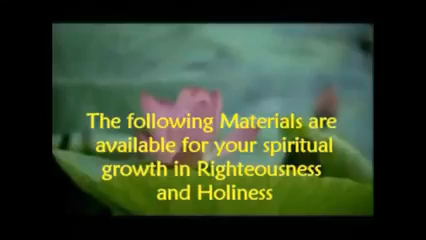 The following Materials are
available for your spiritual
growth in Righteousness
and Holiness